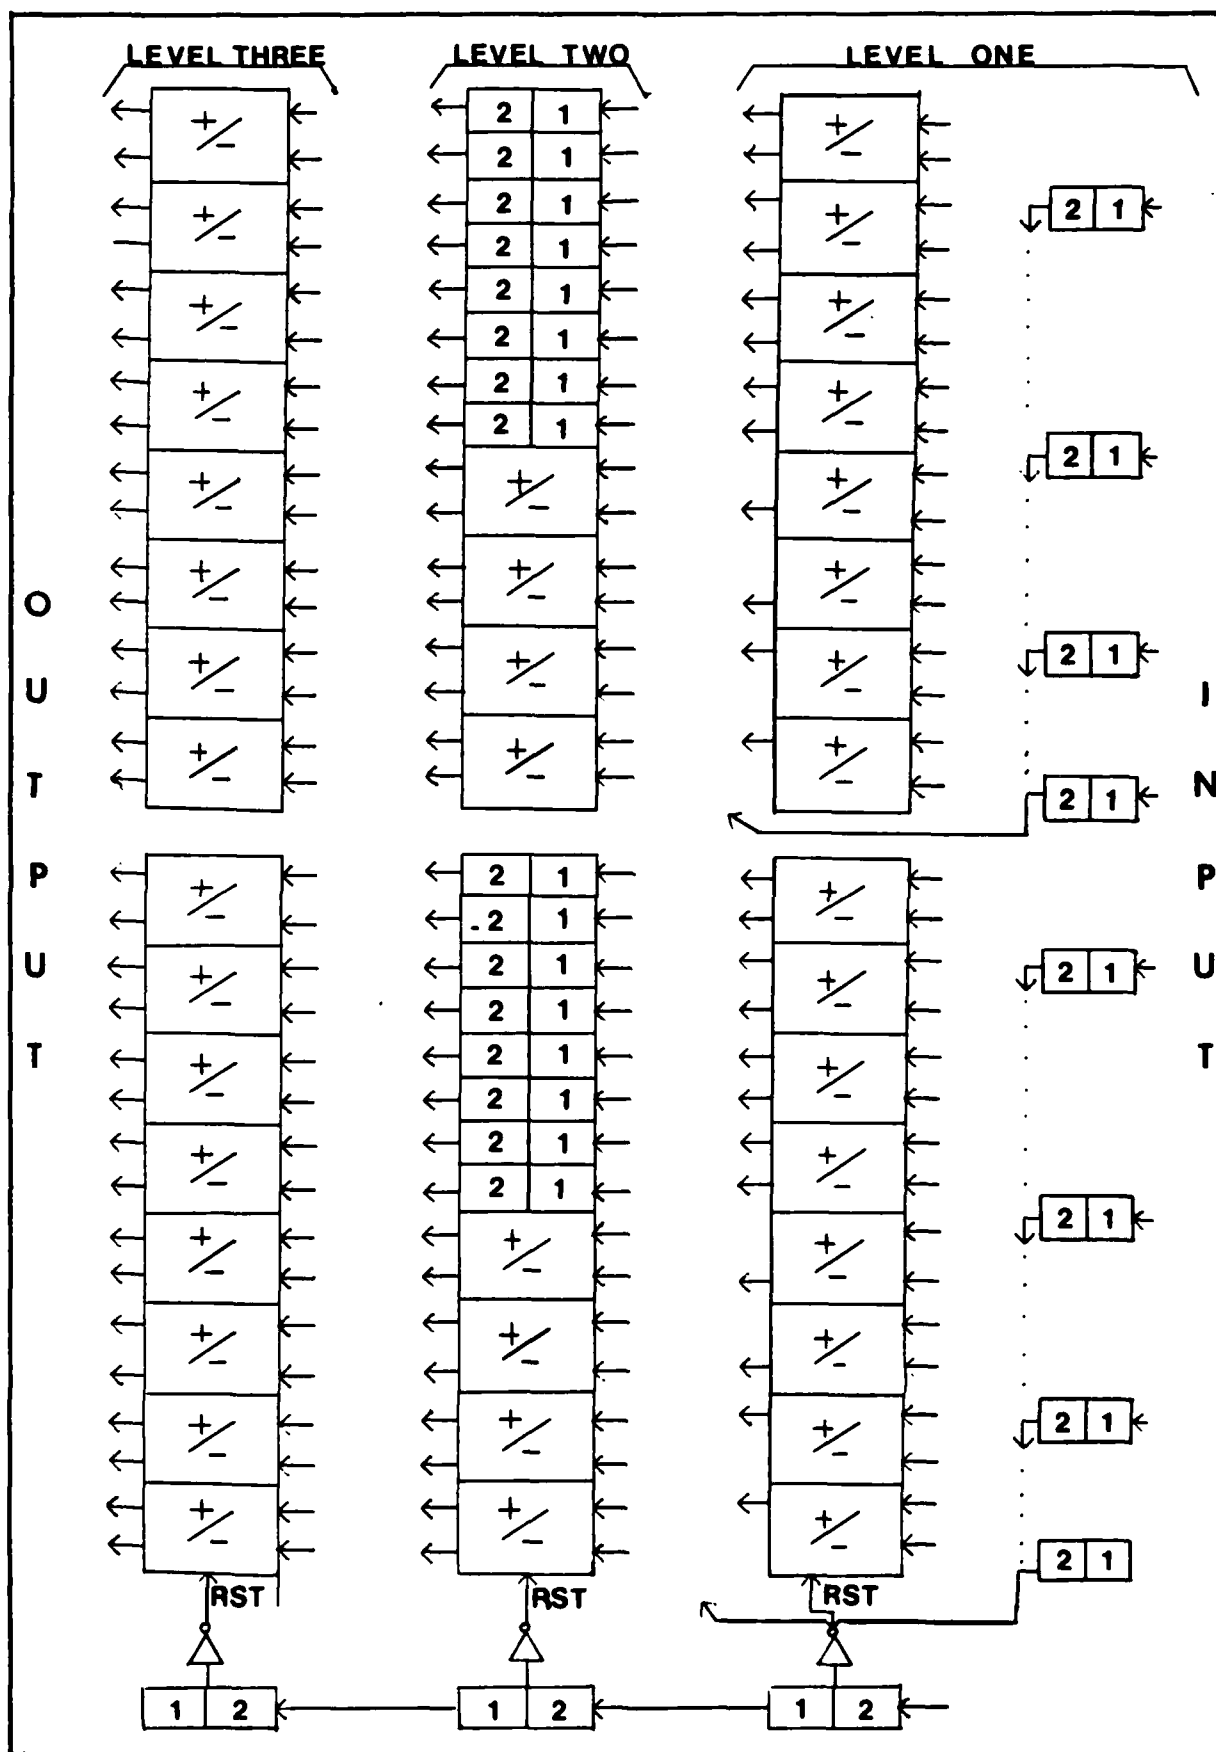 LEVEL THREE LEVEL TWO LEVEL ONE
+/- 2 1 +/-
2 1
+/- 2 1 +/- 2 1
2 1
+/- 2 1 +/-
2 1
+/- 2 1 +/-
2 1 2 1
+/- +/- +/-
+/- +/- +/-
+/- +/- +/- 2 1
+/- +/- +/-
2 1
+/- 2 1 +/-
2 1
+/- 2 1 +/- 2 1
2 1
+/- 2 1 +/-
2 1
+/- 2 1 +/-
2 1
+/- +/- +/- 2 1
+/- +/- +/-
+/- +/- +/- 2 1
+/- +/- +/-
2 1
RST RST RST
1 2 1 2 1 2
OUTPUT
INPUT